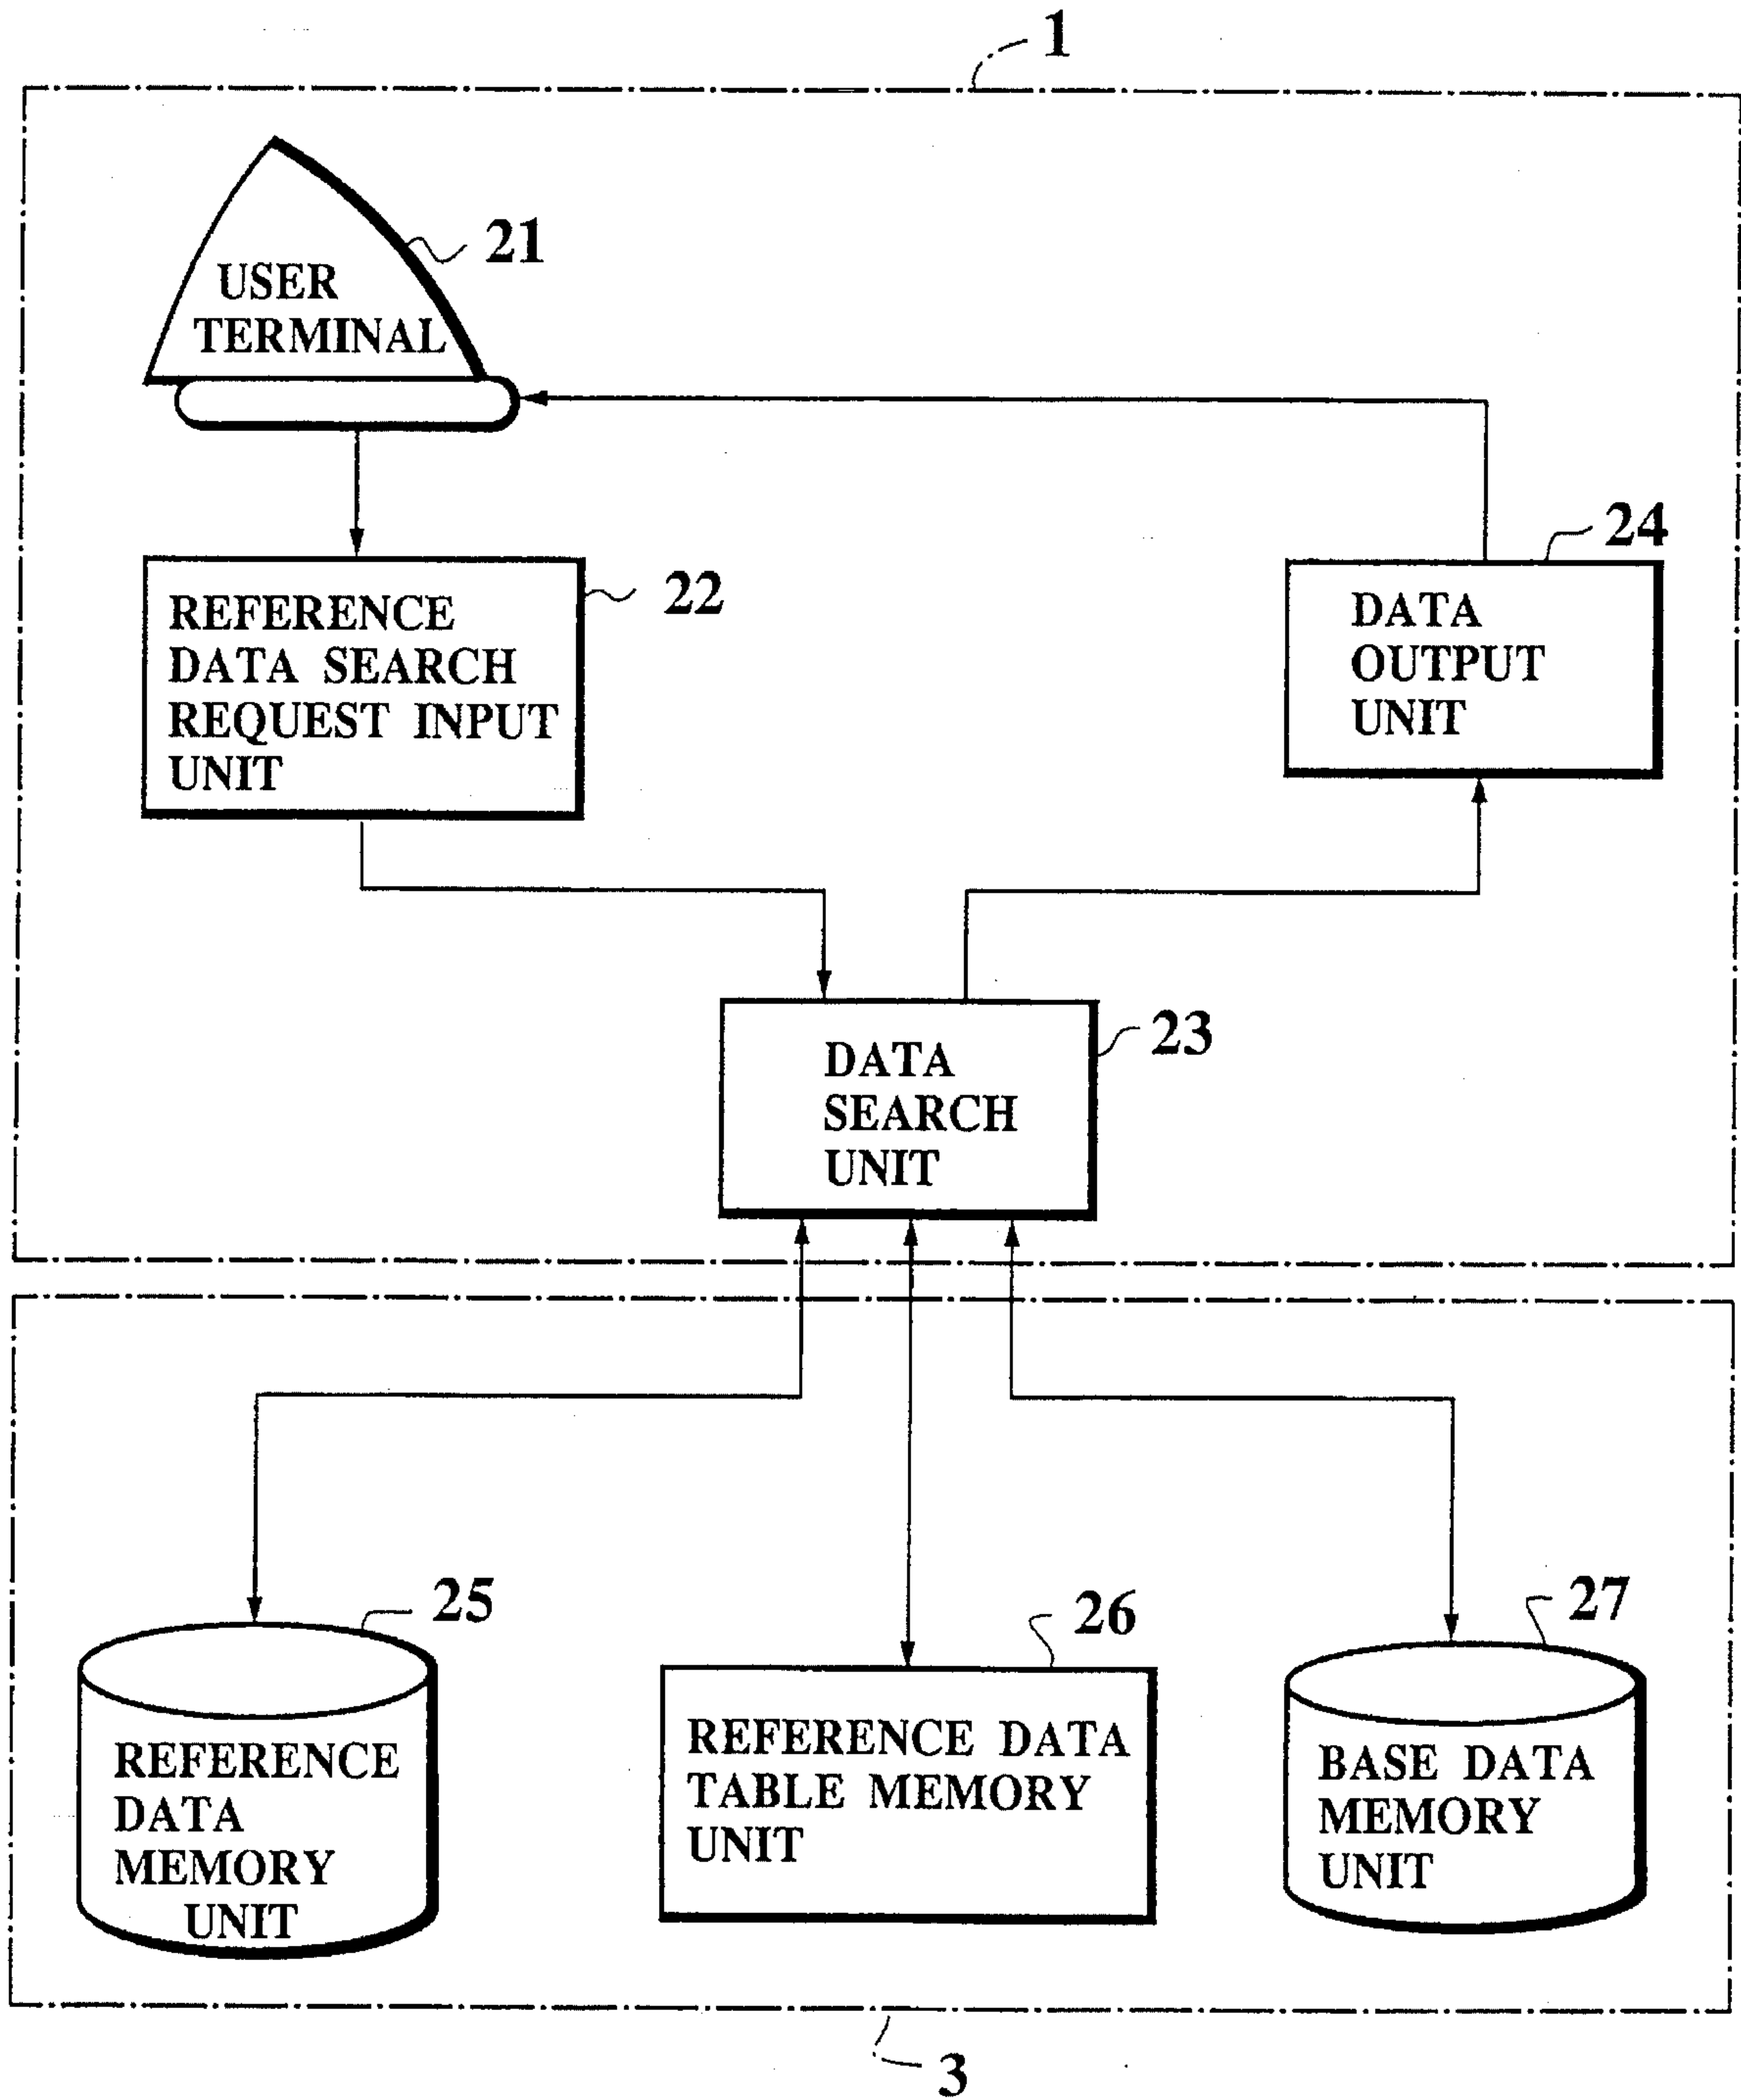 1
21
USER
TERMINAL
22
REFERENCE
DATA SEARCH
REQUEST INPUT
UNIT
24
DATA
OUTPUT
UNIT
23
DATA
SEARCH
UNIT
25
REFERENCE
DATA
MEMORY
UNIT
26
REFERENCE DATA
TABLE MEMORY
UNIT
27
BASE DATA
MEMORY
UNIT
3